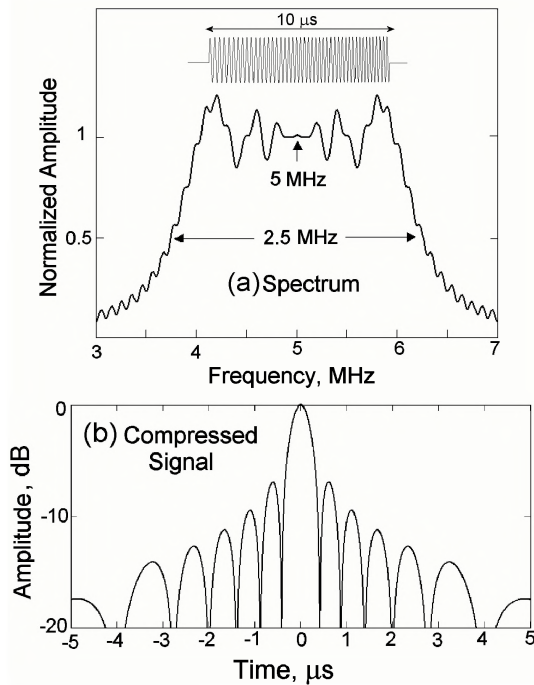 10 μs
Normalized Amplitude
1
0.5
5 MHz
2.5 MHz
(a) Spectrum
3 4 5 6 7
Frequency, MHz
(b) Compressed
Signal
Amplitude, dB
0
-10
-20
-5 -4 -3 -2 -1 0 1 2 3 4 5
Time, μs